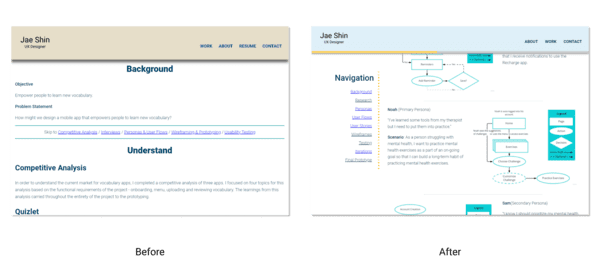 Jae Shin
UX Designer
WORK ABOUT RESUME CONTACT
Background
Objective
Empower people to learn new vocabulary.
Problem Statement
How might we design a mobile app that empowers people to learn new vocabulary?
Skip to Competitive Analysis | Interviews | Personas & User Flows | Wireframing & Prototyping | Usability Testing
Understand
Competitive Analysis
In order to understand the current market for vocabulary apps, I completed a competitive analysis of three apps. I focused on four topics for this
analysis based on the functional requirements of the project - onboarding, menu, uploading and reviewing vocabulary. The learnings from this
analysis carried throughout the entirety of the project to the prototyping.
Quizlet
Before
Jae Shin
UX Designer
ABOUT WORK CONTACT
that I receive notifications to use the
Recharge app.
Navigation
Background
Research
Personas
User Flows
User Stories
Wireframes
Testing
Iterations
Final Prototype
Noah (Primary Persona)
"I've learned some tools from my therapist
but I need to put them into practice."
Scenario: As a person struggling with
mental health, I want to practice mental
health exercises as a part of an ongoing
goal so that I can build a long-term habit of
practicing mental health exercises.
Sam(Secondary Persona)
After